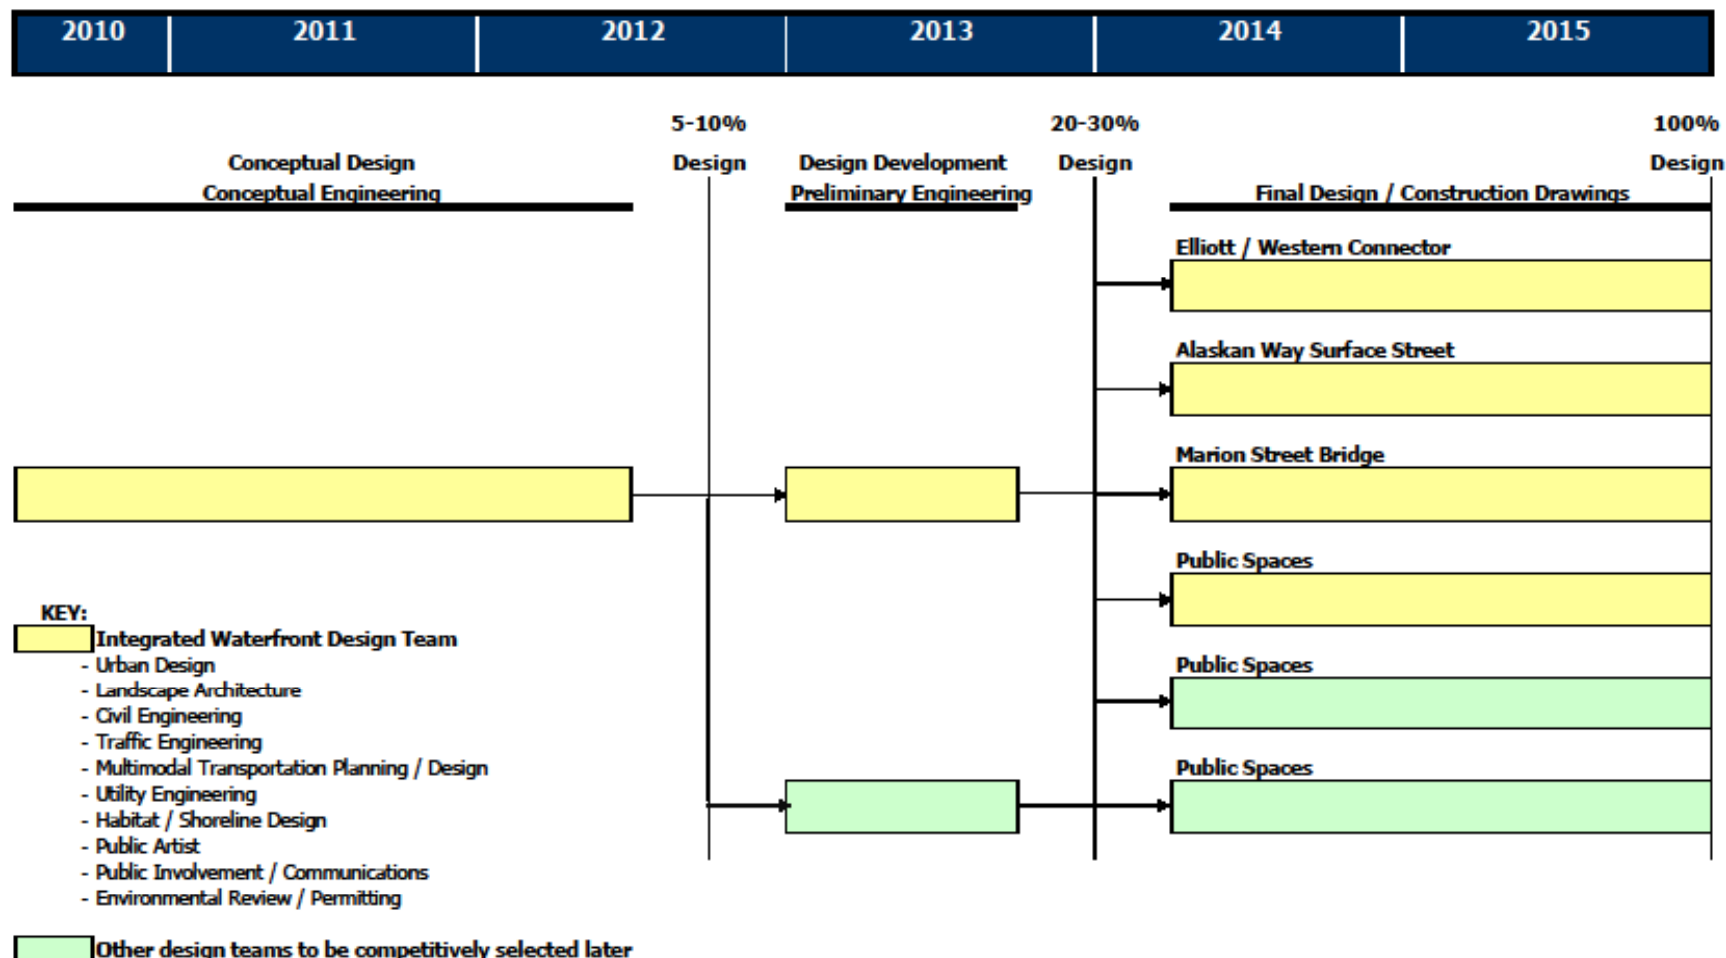 2010 2011 2012 2013 2014 2015
5-10% 20-30% 100%
Conceptual Design Design Design Development Design Design
Conceptual Engineering Preliminary Engineering Final Design / Construction Drawings
Elliott / Western Connector
Alaskan Way Surface Street
Marion Street Bridge
Public Spaces
Public Spaces
Public Spaces
KEY:
Integrated Waterfront Design Team
- Urban Design
- Landscape Architecture
- Civil Engineering
- Traffic Engineering
- Multimodal Transportation Planning / Design
- Utility Engineering
- Habitat / Shoreline Design
- Public Artist
- Public Involvement / Communications
- Environmental Review / Permitting
Other design teams to be competitively selected later